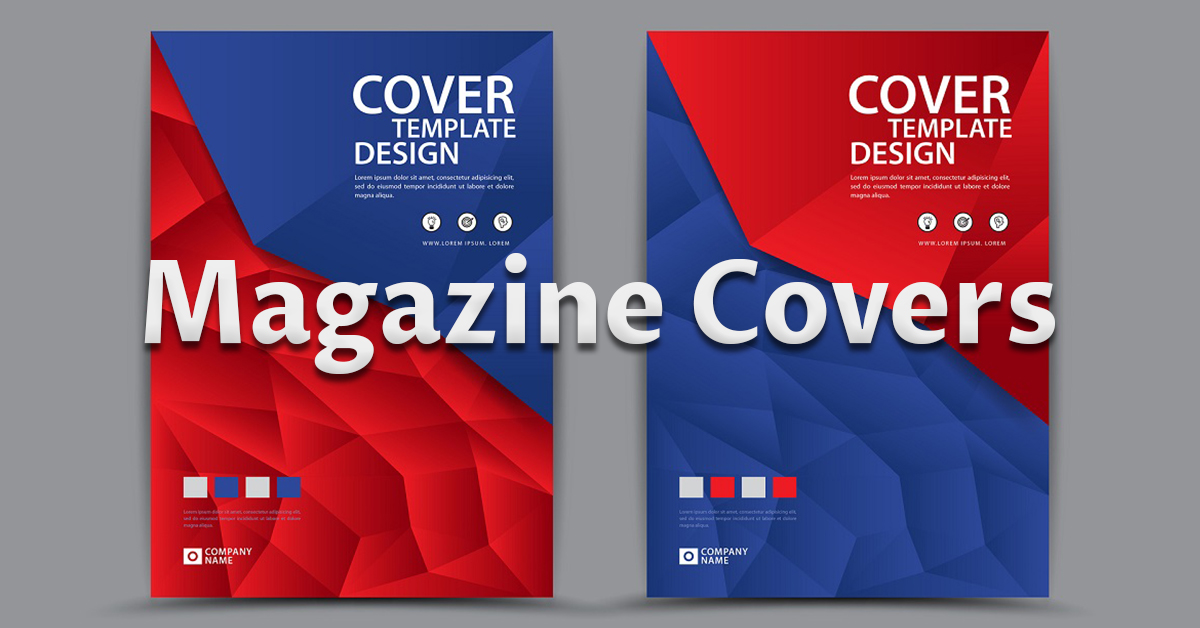 COVER
TEMPLATE
DESIGN
Lorem ipsum dolor sit amet, consectetur adipisicing elit,
sed do eiusmod tempor incididunt ut labore et dolore
magna aliqua.
WWW.LOREM IPSUM. LOREM
COVER
TEMPLATE
DESIGN
Lorem ipsum dolor sit amet, consectetur adipisicing elit,
sed do eiusmod tempor incididunt ut labore et dolore
magna aliqua.
WWW.LOREM IPSUM. LOREM
Magazine Covers
Lorem ipsum dolor sit amet, consectetur adipisicing elit,
sed do eiusmod tempor incididunt ut labore et dolore
magna aliqua.
COMPANY
NAME
Lorem ipsum dolor sit amet, consectetur adipisicing elit,
sed do eiusmod tempor incididunt ut labore et dolore
magna aliqua.
COMPANY
NAME